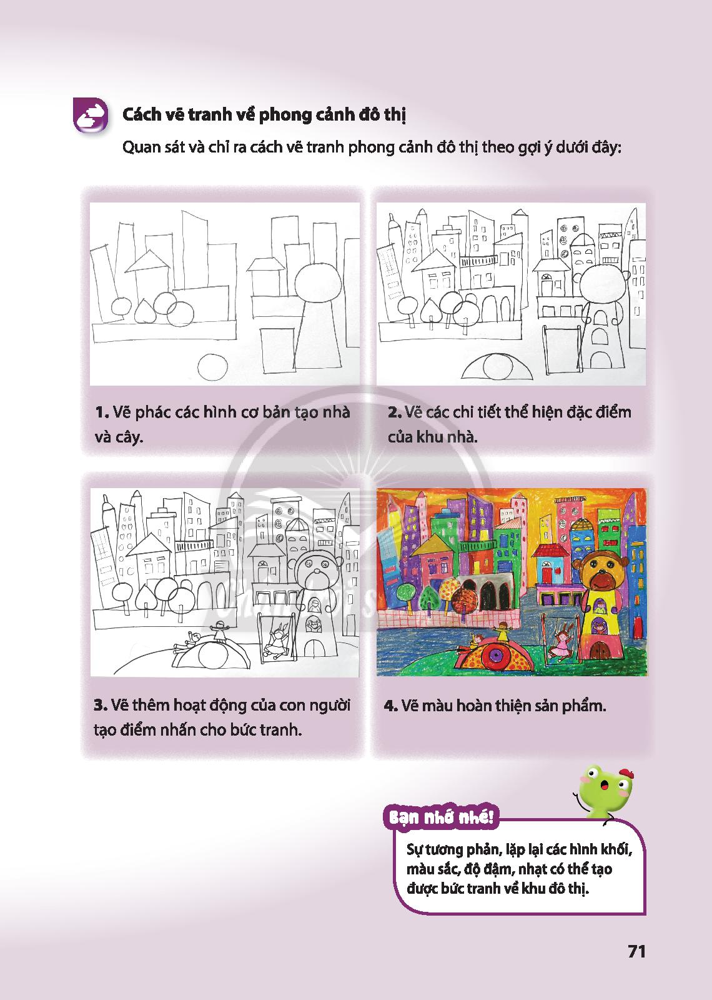 Cách vẽ tranh về phong cảnh đô thị
Quan sát và chỉ ra cách vẽ tranh phong cảnh đô thị theo gợi ý dưới đây:
1. Vẽ phác các hình cơ bản tạo nhà
và cây.
2. Vẽ các chi tiết thể hiện đặc điểm
của khu nhà.
3. Vẽ thêm hoạt động của con người
tạo điểm nhấn cho bức tranh.
4. Vẽ màu hoàn thiện sản phẩm.
Bạn nhớ nhé!
Sự tương phản, lặp lại các hình khối,
màu sắc, độ đậm, nhạt có thể tạo
được bức tranh về khu đô thị.
71